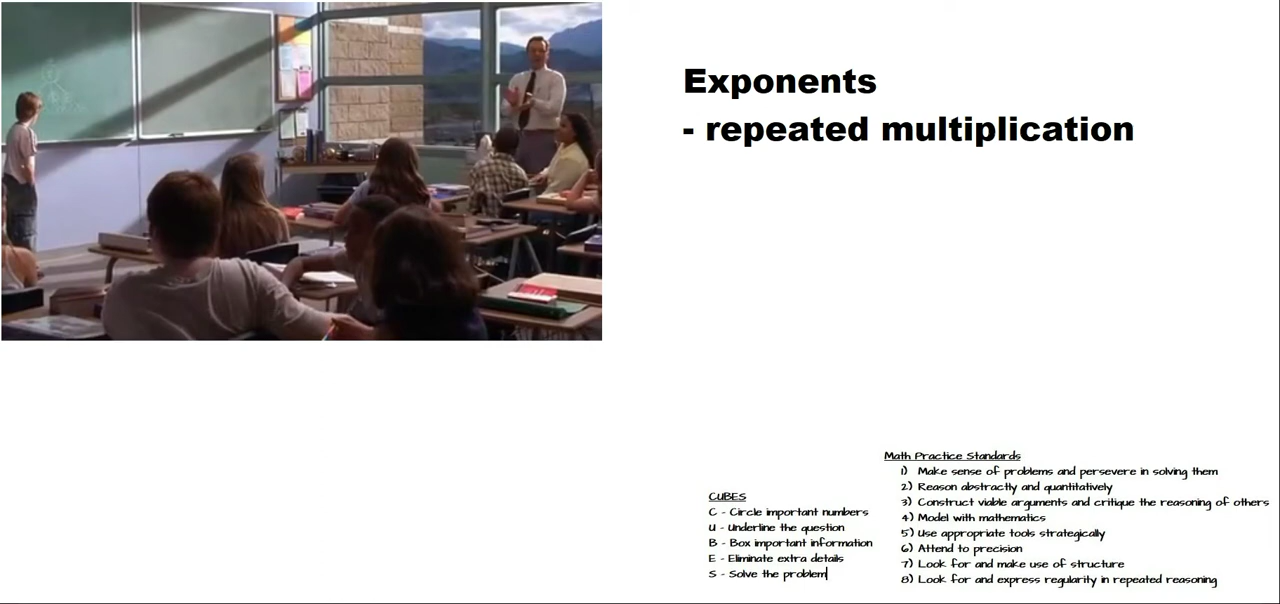 Exponents
- repeated multiplication
Math Practice Standards
1) Make sense of problems and persevere in solving them
2) Reason abstractly and quantitatively
3) Construct viable arguments and critique the reasoning of others
4) Model with mathematics
5) Use appropriate tools strategically
6) Attend to precision
7) Look for and make use of structure
8) Look for and express regularity in repeated reasoning
CUBES
C - Circle important numbers
U - Underline the question
B - Box important information
E - Eliminate extra details
S - Solve the problem